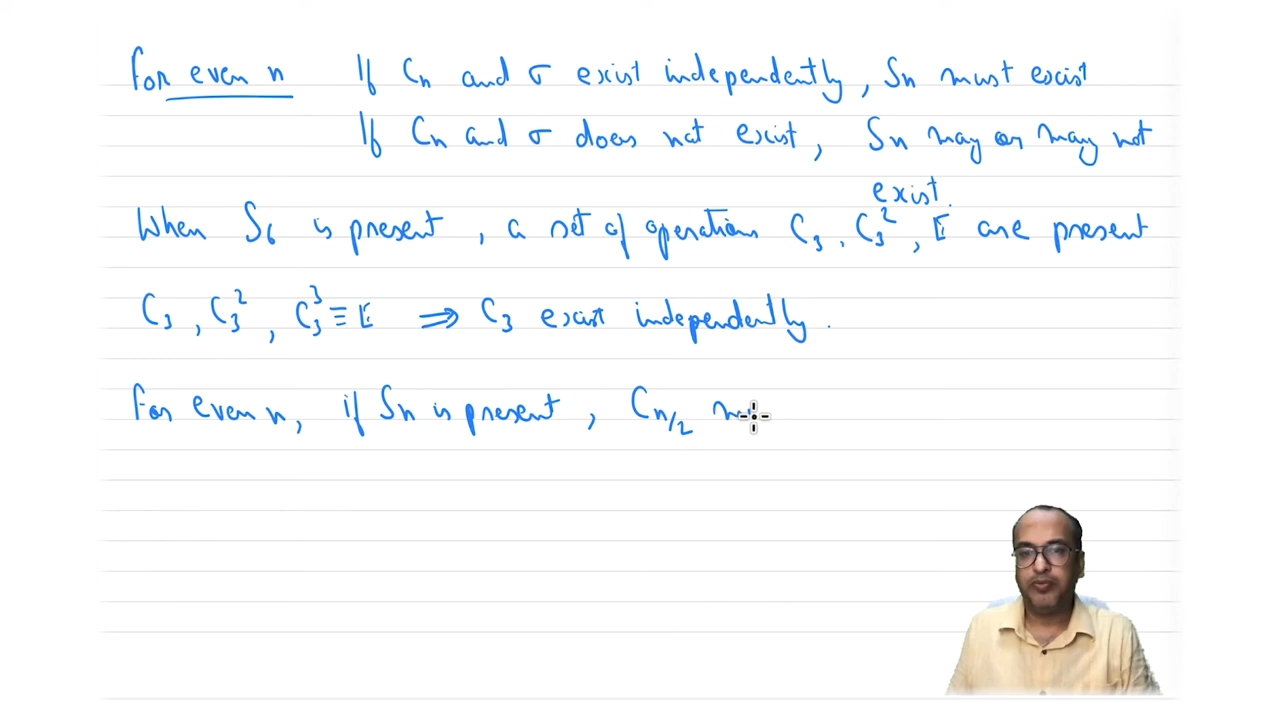 For even n If Cn and σ exist independently, Sn must exist
If Cn and σ does not exist, Sn may or may not
exist.
When S6 is present, a set of operations C3, C3², E are present
C3, C3², C3³ ≡ E ⇒ C3 exist independently.
For even n, if Sn is present, Cn/2